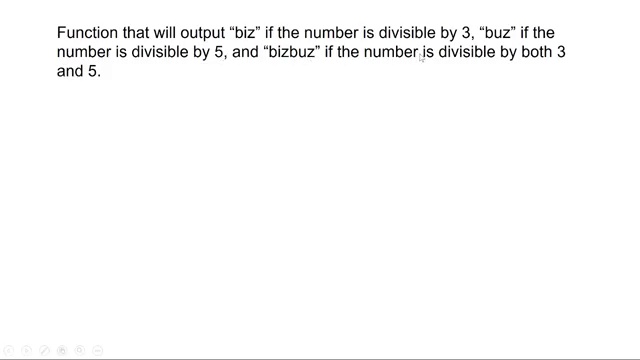 Function that will output “biz” if the number is divisible by 3, “buz” if the
number is divisible by 5, and “bizbuz” if the number is divisible by both 3
and 5.